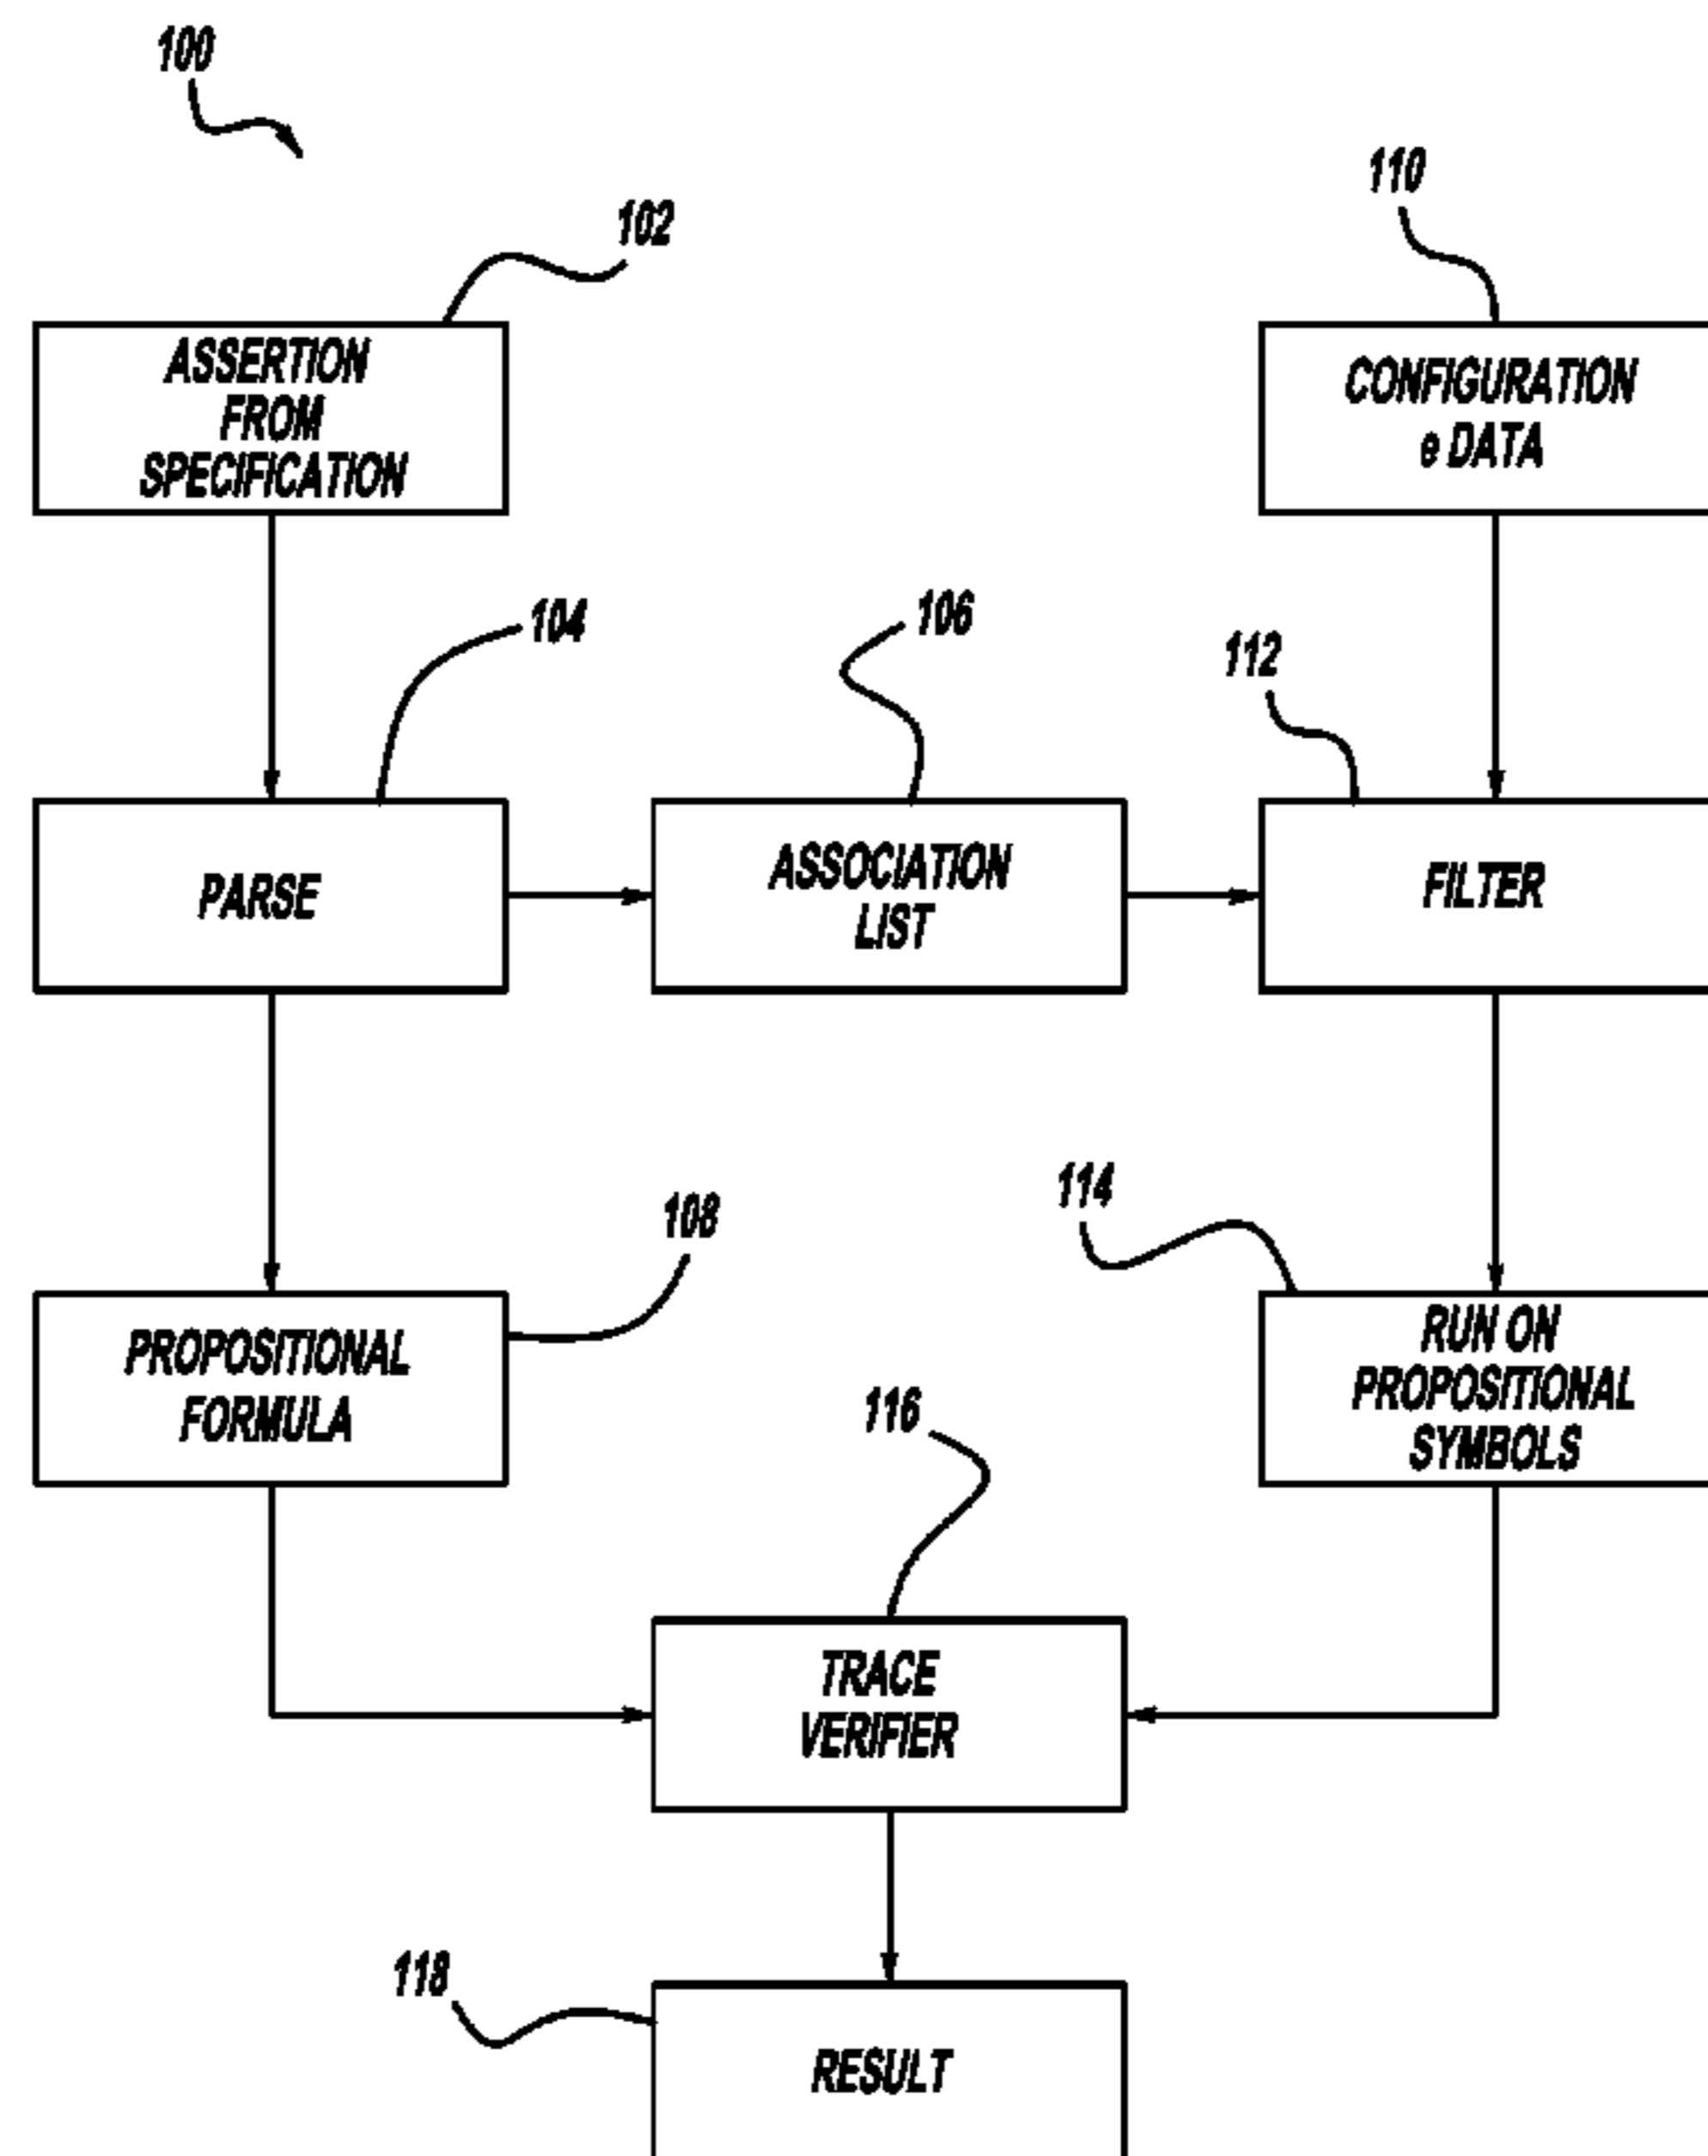 100
102
110
ASSERTION
FROM
SPECIFICATION
CONFIGURATION
e DATA
104
106
112
PARSE
ASSOCIATION
LIST
FILTER
108
114
PROPOSITIONAL
FORMULA
RUN ON
PROPOSITIONAL
SYMBOLS
116
TRACE
VERIFIER
118
RESULT